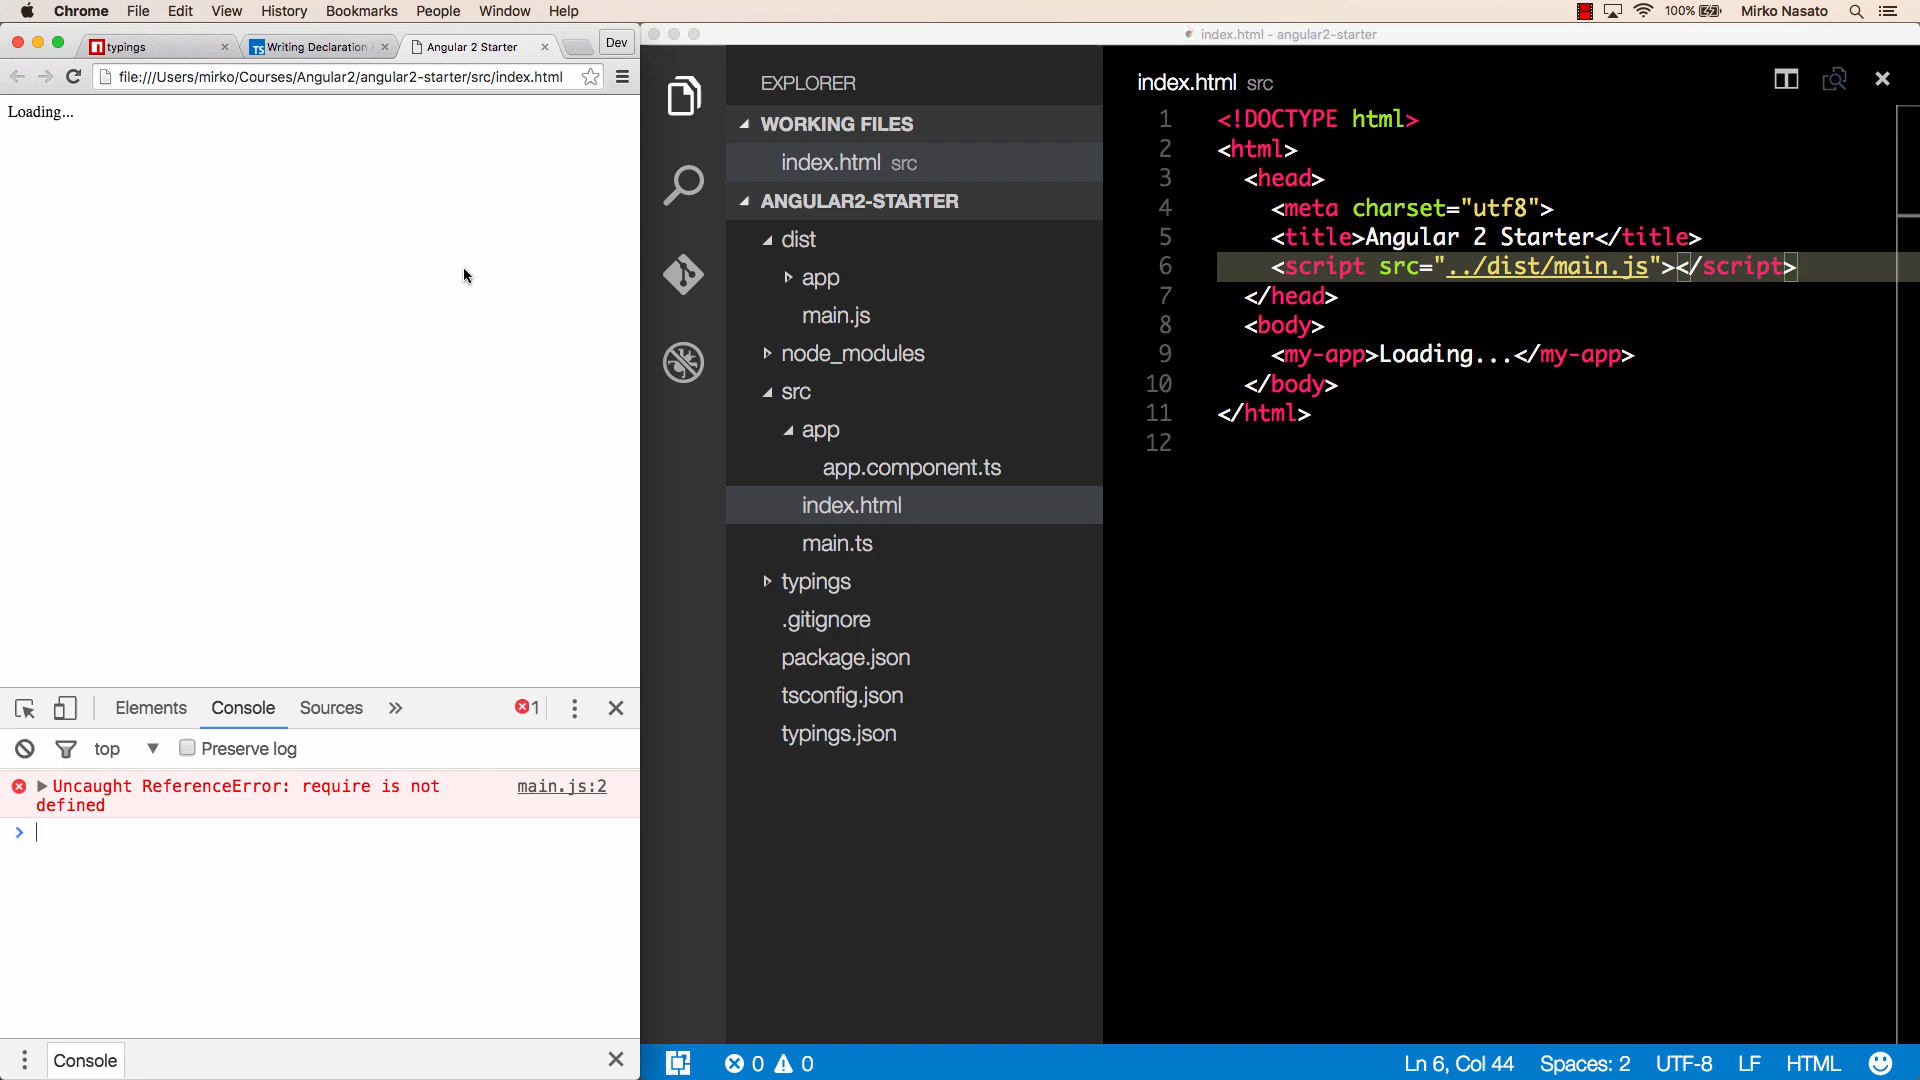 Chrome File Edit View History Bookmarks People Window Help 100% Mirko Nasato
typings Writing Declaration Angular 2 Starter Dev
file:///Users/mirko/Courses/Angular2/angular2-starter/src/index.html
Loading...
Elements Console Sources 1
top Preserve log
Uncaught ReferenceError: require is not defined main.js:2
Console
index.html - angular2-starter
EXPLORER
WORKING FILES
index.html src
ANGULAR2-STARTER
dist
app
main.js
node_modules
src
app
app.component.ts
index.html
main.ts
typings
.gitignore
package.json
tsconfig.json
typings.json
index.html src
1 <!DOCTYPE html>
2 <html>
3 <head>
4 <meta charset="utf8">
5 <title>Angular 2 Starter</title>
6 <script src="../dist/main.js"></script>
7 </head>
8 <body>
9 <my-app>Loading...</my-app>
10 </body>
11 </html>
12
0 0 Ln 6, Col 44 Spaces: 2 UTF-8 LF HTML